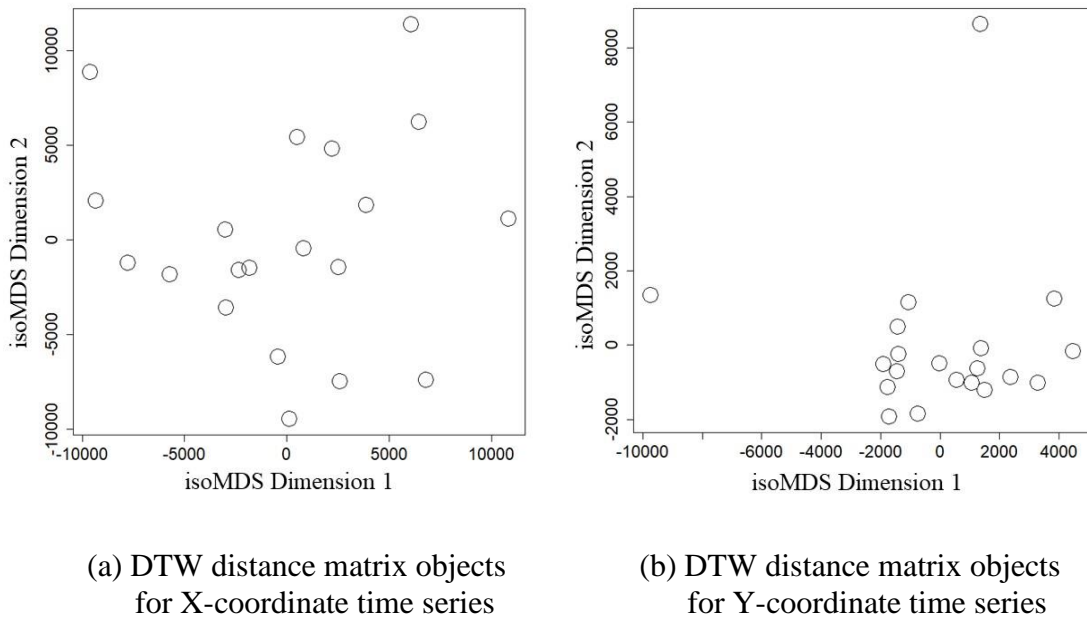 10000
5000
0
-5000
-10000
isoMDS Dimension 2
-10000 -5000 0 5000 10000
isoMDS Dimension 1
(a) DTW distance matrix objects
for X-coordinate time series
8000
6000
4000
2000
0
-2000
isoMDS Dimension 2
-10000 -6000 -4000 -2000 0 2000 4000
isoMDS Dimension 1
(b) DTW distance matrix objects
for Y-coordinate time series